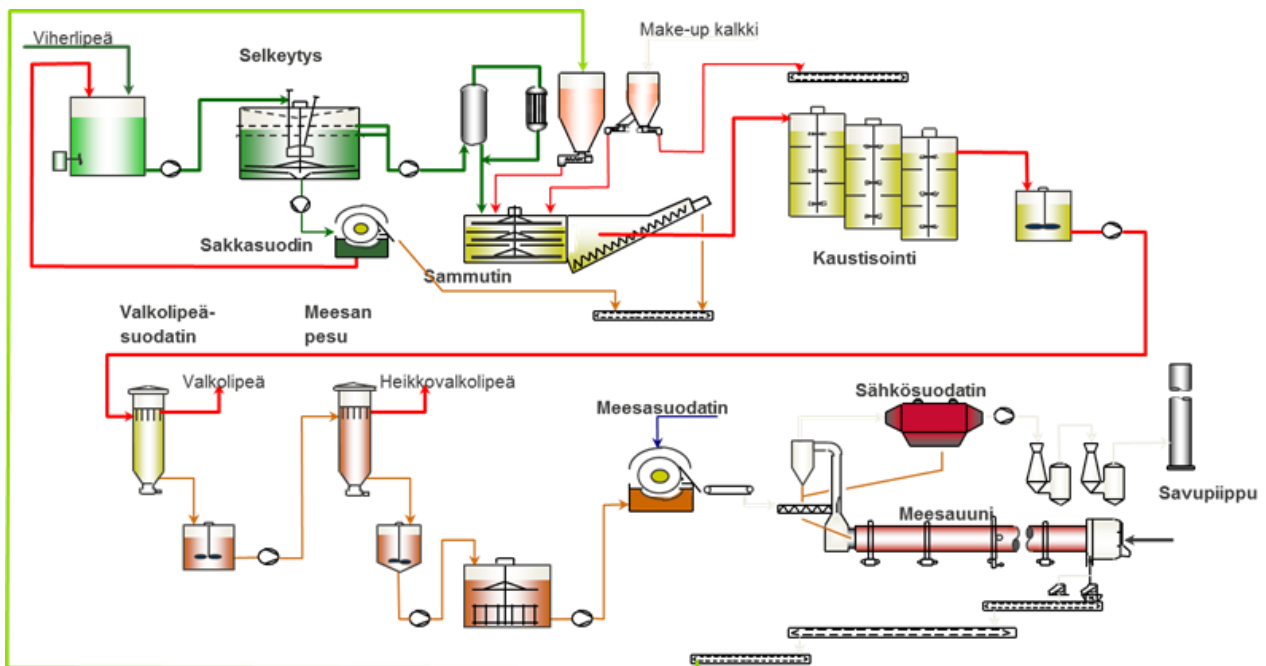 Viherlipeä
Selkeytys
Make-up kalkki
Sakkasuodin
Sammutin
Kaustisointi
Valkolipeä-
suodatin
Meesan
pesu
Valkolipeä
Heikkovalkolipeä
Meesasuodatin
Sähkösuodatin
Savupiippu
Meesauuni